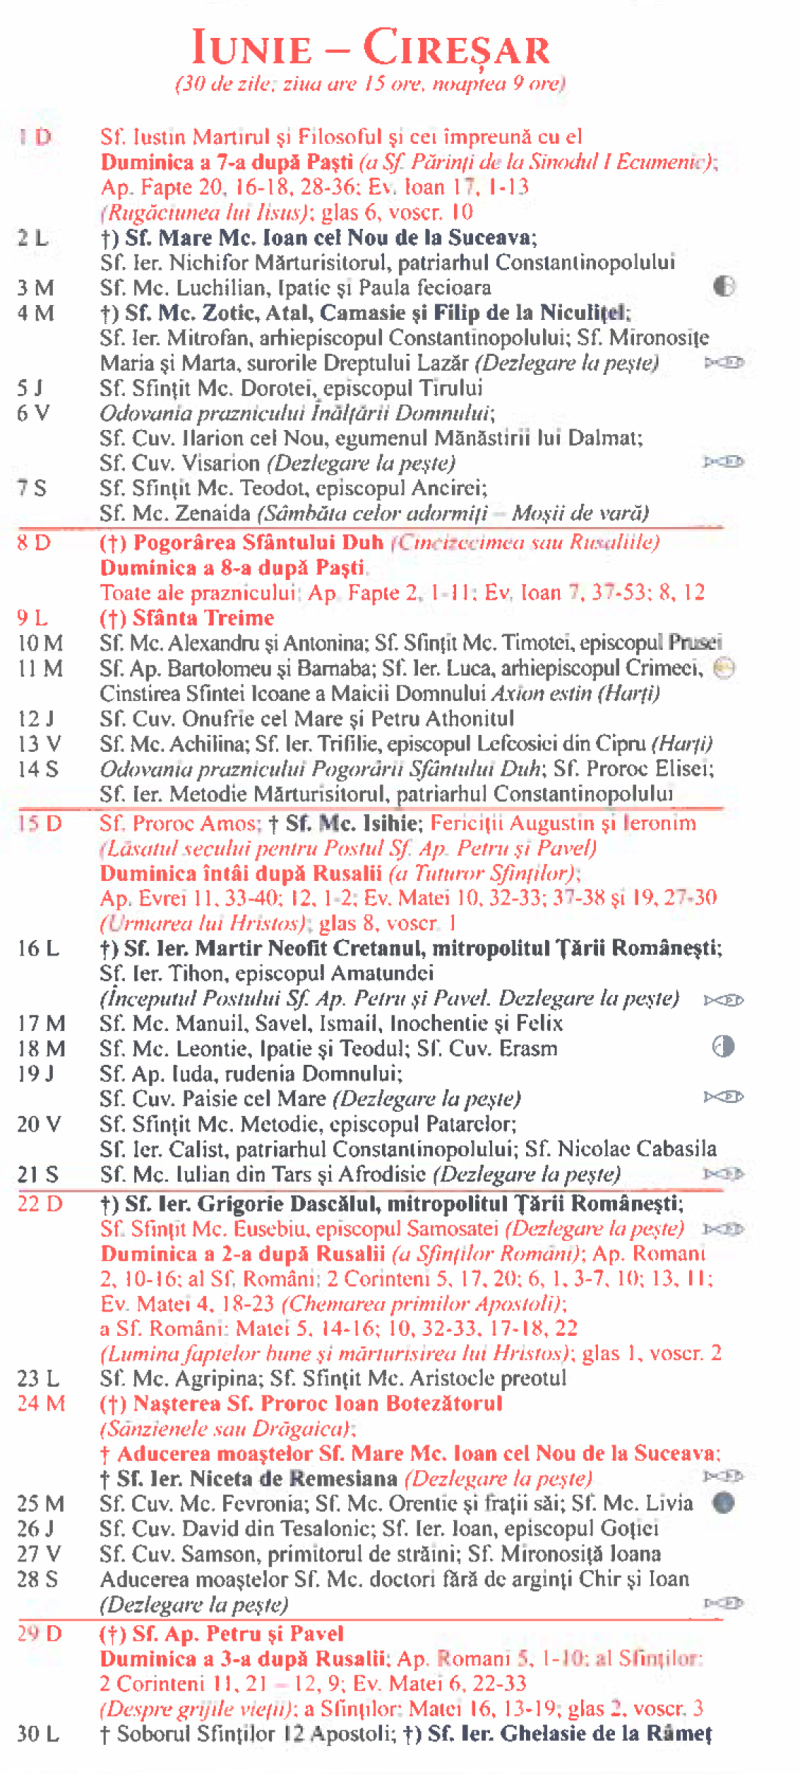 IUNIE – CIREȘAR
(30 de zile; ziua are 15 ore, noaptea 9 ore)
1 D Sf. Iustin Martirul și Filosoful și cei împreună cu el
Duminica a 7-a după Paști (a Sf. Părinți de la Sinodul I Ecumenic);
Ap. Fapte 20, 16-18, 28-36; Ev. Ioan 17, 1-13
(Rugăciunea lui Iisus); glas 6, voscr. 10
2 L †) Sf. Mare Mc. Ioan cel Nou de la Suceava;
Sf. Ier. Nichifor Mărturisitorul, patriarhul Constantinopolului
3 M Sf. Mc. Luchilian, Ipatie și Paula fecioara
4 M †) Sf. Mc. Zotic, Atal, Camasie și Filip de la Niculițel;
Sf. Ier. Mitrofan, arhiepiscopul Constantinopolului; Sf. Mironosițe
Maria și Marta, surorile Dreptului Lazăr (Dezlegare la pește)
5 J Sf. Sfințit Mc. Dorotei, episcopul Tirului
6 V Odovania praznicului Înălțării Domnului;
Sf. Cuv. Ilarion cel Nou, egumenul Mănăstirii lui Dalmat;
Sf. Cuv. Visarion (Dezlegare la pește)
7 S Sf. Sfințit Mc. Teodot, episcopul Ancirei;
Sf. Mc. Zenaida (Sâmbăta celor adormiți – Moșii de vară)
8 D (†) Pogorârea Sfântului Duh (Cincizecimea sau Rusaliile)
Duminica a 8-a după Paști.
Toate ale praznicului: Ap. Fapte 2, 1-11; Ev. Ioan 7, 37-53; 8, 12
9 L (†) Sfânta Treime
10 M Sf. Mc. Alexandru și Antonina; Sf. Sfințit Mc. Timotei, episcopul Prusei
11 M Sf. Ap. Bartolomeu și Barnaba; Sf. Ier. Luca, arhiepiscopul Crimeei,
Cinstirea Sfintei Icoane a Maicii Domnului Axion estin (Harți)
12 J Sf. Cuv. Onufrie cel Mare și Petru Athonitul
13 V Sf. Mc. Achilina; Sf. Ier. Trifilie, episcopul Lefcosiei din Cipru (Harți)
14 S Odovania praznicului Pogorârii Sfântului Duh; Sf. Proroc Elisei;
Sf. Ier. Metodie Mărturisitorul, patriarhul Constantinopolului
15 D Sf. Proroc Amos; † Sf. Mc. Isihie; Fericiții Augustin și Ieronim
(Lăsatul secului pentru Postul Sf. Ap. Petru și Pavel)
Duminica întâi după Rusalii (a Tuturor Sfinților);
Ap. Evrei 11, 33-40; 12, 1-2; Ev. Matei 10, 32-33; 37-38 și 19, 27-30
(Urmarea lui Hristos); glas 8, voscr. 1
16 L †) Sf. Ier. Martir Neofit Cretanul, mitropolitul Țării Românești;
Sf. Ier. Tihon, episcopul Amatundei
(Începutul Postului Sf. Ap. Petru și Pavel. Dezlegare la pește)
17 M Sf. Mc. Manuil, Savel, Ismail, Inochentie și Felix
18 M Sf. Mc. Leontie, Ipatie și Teodul; Sf. Cuv. Erasm
19 J Sf. Ap. Iuda, rudenia Domnului;
Sf. Cuv. Paisie cel Mare (Dezlegare la pește)
20 V Sf. Sfințit Mc. Metodie, episcopul Patarelor;
Sf. Ier. Calist, patriarhul Constantinopolului; Sf. Nicolae Cabasila
21 S Sf. Mc. Iulian din Tars și Afrodisie (Dezlegare la pește)
22 D †) Sf. Ier. Grigorie Dascălul, mitropolitul Țării Românești;
Sf. Sfințit Mc. Eusebiu, episcopul Samosatei (Dezlegare la pește)
Duminica a 2-a după Rusalii (a Sfinților Români); Ap. Romani
2, 10-16; al Sf. Români: 2 Corinteni 5, 17, 20; 6, 1, 3-7, 10; 13, 11;
Ev. Matei 4, 18-23 (Chemarea primilor Apostoli);
a Sf. Români: Matei 5, 14-16; 10, 32-33, 17-18, 22
(Lumina faptelor bune și mărturisirea lui Hristos); glas 1, voscr. 2
23 L Sf. Mc. Agripina; Sf. Sfințit Mc. Aristocle preotul
24 M (†) Nașterea Sf. Proroc Ioan Botezătorul
(Sânzienele sau Drăgaica);
† Aducerea moaștelor Sf. Mare Mc. Ioan cel Nou de la Suceava;
† Sf. Ier. Niceta de Remesiana (Dezlegare la pește)
25 M Sf. Cuv. Mc. Fevronia; Sf. Mc. Orentie și frații săi; Sf. Mc. Livia
26 J Sf. Cuv. David din Tesalonic; Sf. Ier. Ioan, episcopul Goției
27 V Sf. Cuv. Samson, primitorul de străini; Sf. Mironosiță Ioana
28 S Aducerea moaștelor Sf. Mc. doctori fără de arginți Chir și Ioan
(Dezlegare la pește)
29 D (†) Sf. Ap. Petru și Pavel
Duminica a 3-a după Rusalii; Ap. Romani 5, 1-10; al Sfinților:
2 Corinteni 11, 21 – 12, 9; Ev. Matei 6, 22-33
(Despre grijile vieții); a Sfinților: Matei 16, 13-19; glas 2, voscr. 3
30 L † Soborul Sfinților 12 Apostoli; †) Sf. Ier. Ghelasie de la Râmeț